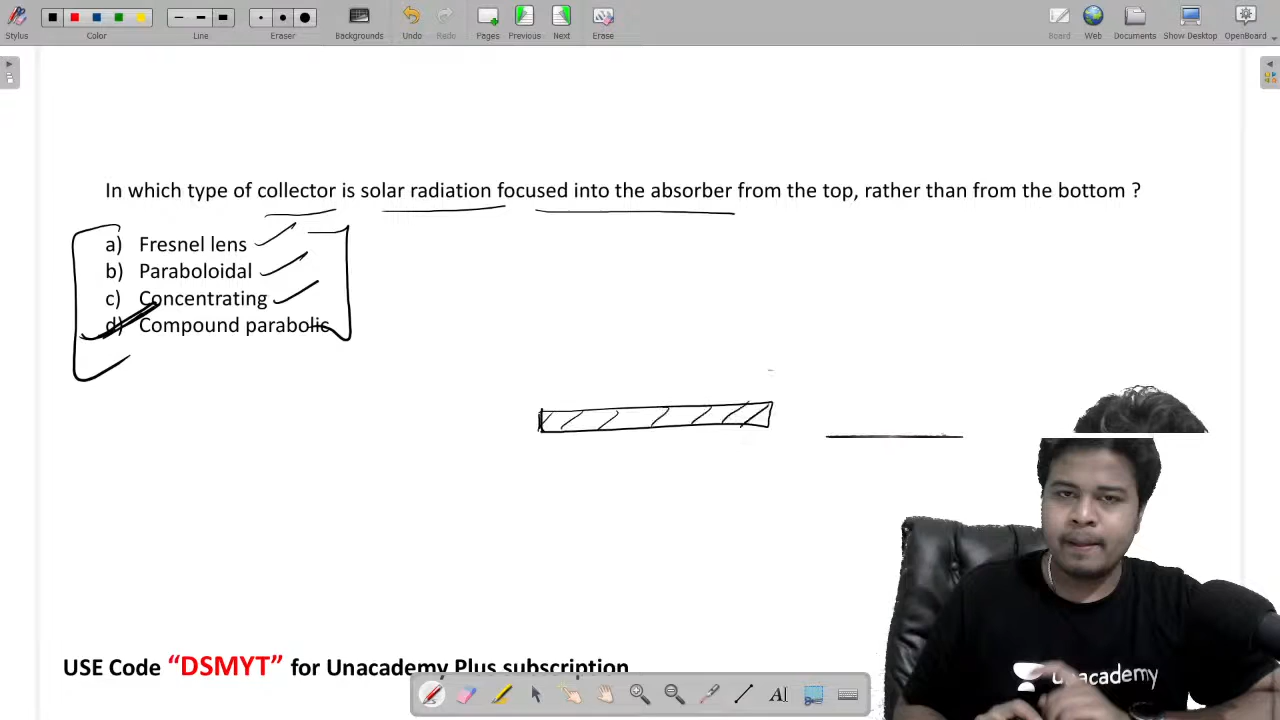 Stylus
Color
Line
Eraser
Backgrounds
Undo
Redo
Pages
Previous
Next
Erase
Board
Web
Documents
Show Desktop
OpenBoard
In which type of collector is solar radiation focused into the absorber from the top, rather than from the bottom ?
a) Fresnel lens
b) Paraboloidal
c) Concentrating
d) Compound parabolic
USE Code “DSMYT” for Unacademy Plus subscription
unacademy